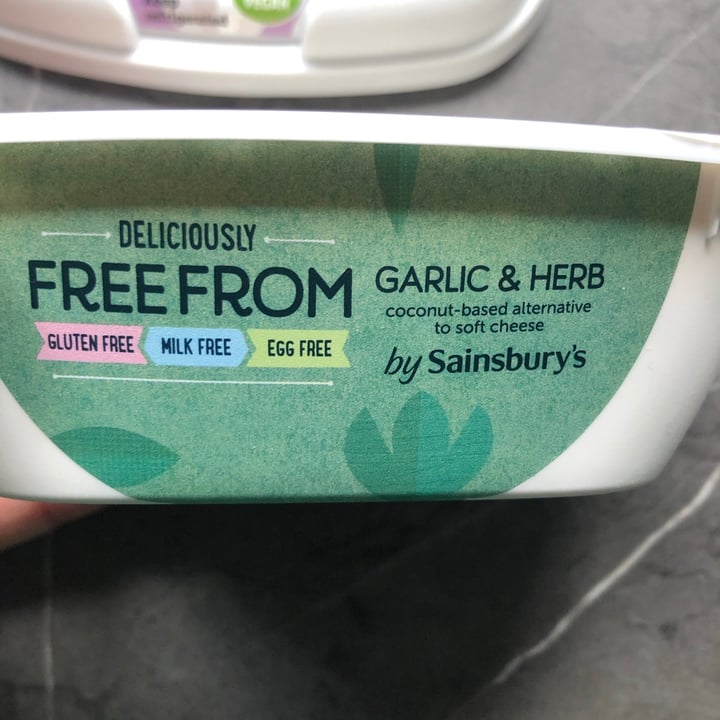 refrigerated
DELICIOUSLY
FREE FROM
GLUTEN FREE MILK FREE EGG FREE
GARLIC & HERB
coconut-based alternative
to soft cheese
by Sainsbury's